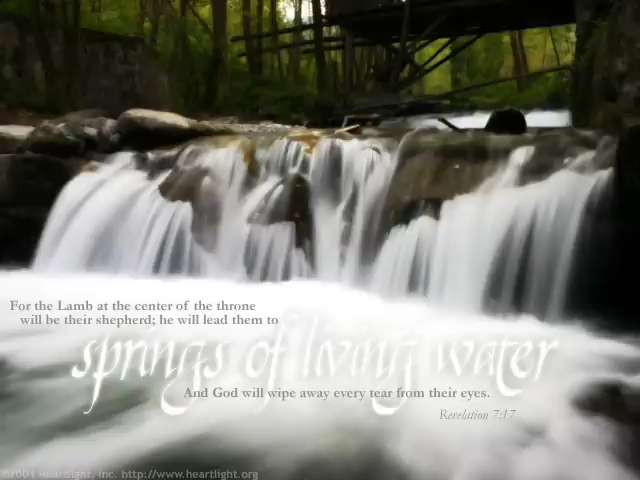 For the Lamb at the center of the throne
will be their shepherd; he will lead them to
springs of living water
And God will wipe away every tear from their eyes.
Revelation 7:17
©2001 Heartlight, Inc. http://www.heartlight.org